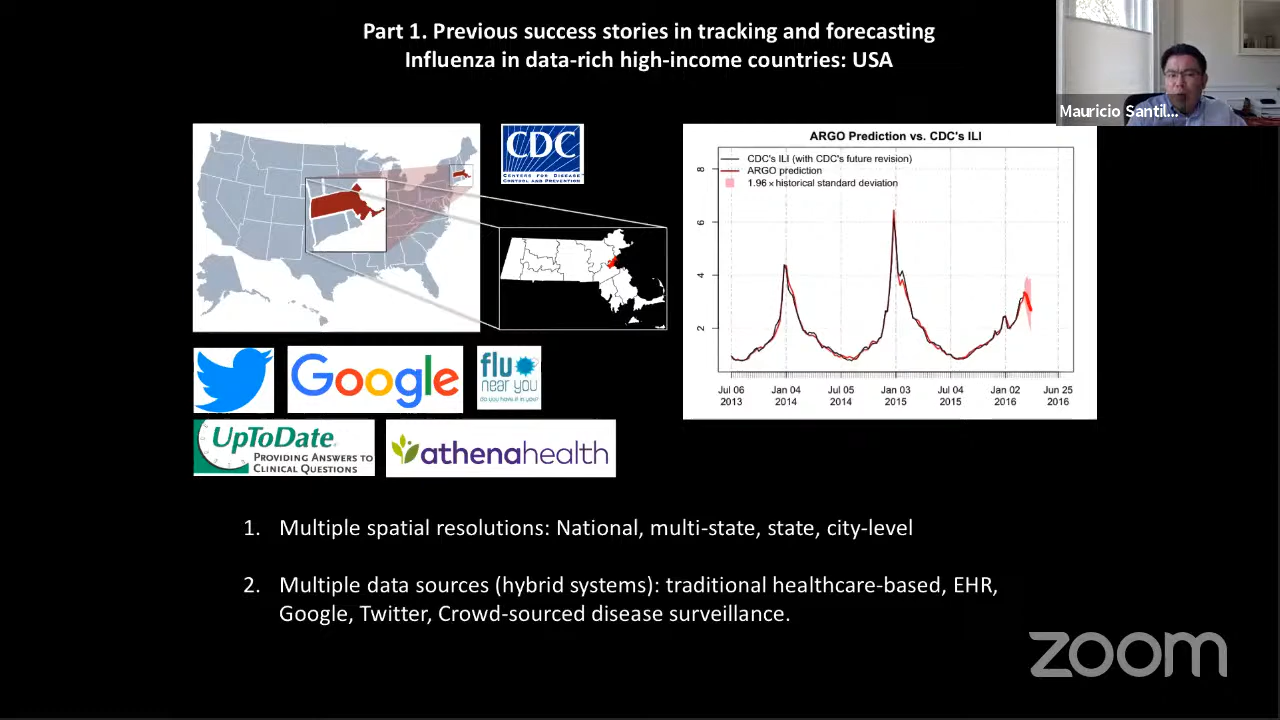 Part 1. Previous success stories in tracking and forecasting
Influenza in data-rich high-income countries: USA
Mauricio Santil...
CDC
CENTERS FOR DISEASE
CONTROL AND PREVENTION
ARGO Prediction vs. CDC's ILI
CDC's ILI (with CDC's future revision)
ARGO prediction
1.96 × historical standard deviation
8
6
4
2
Jul 06 2013
Jan 04 2014
Jul 05 2014
Jan 03 2015
Jul 04 2015
Jan 02 2016
Jun 25 2016
Google
flu
near you
do you have it in you?
UpToDate
PROVIDING ANSWERS TO
CLINICAL QUESTIONS
athenahealth
1. Multiple spatial resolutions: National, multi-state, state, city-level
2. Multiple data sources (hybrid systems): traditional healthcare-based, EHR,
Google, Twitter, Crowd-sourced disease surveillance.
zoom